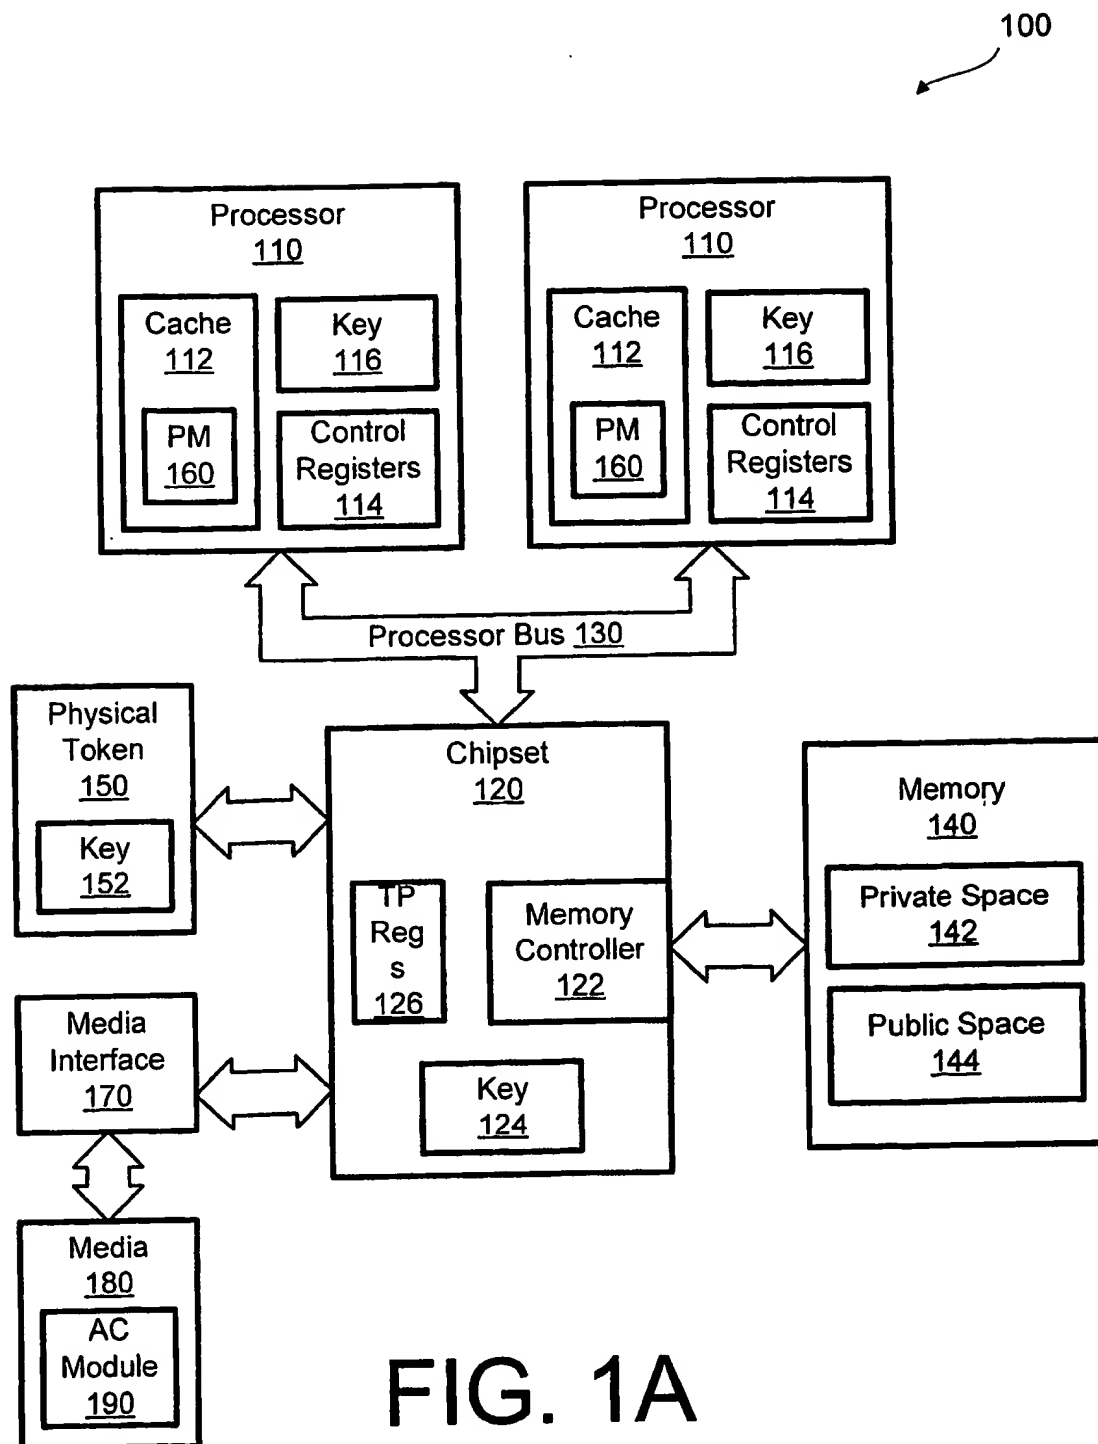 100
Processor
110
Cache
112
PM
160
Key
116
Control
Registers
114
Processor
110
Cache
112
PM
160
Key
116
Control
Registers
114
Processor Bus 130
Physical
Token
150
Key
152
Chipset
120
TP
Reg
s
126
Memory
Controller
122
Key
124
Memory
140
Private Space
142
Public Space
144
Media
Interface
170
Media
180
AC
Module
190
FIG. 1A